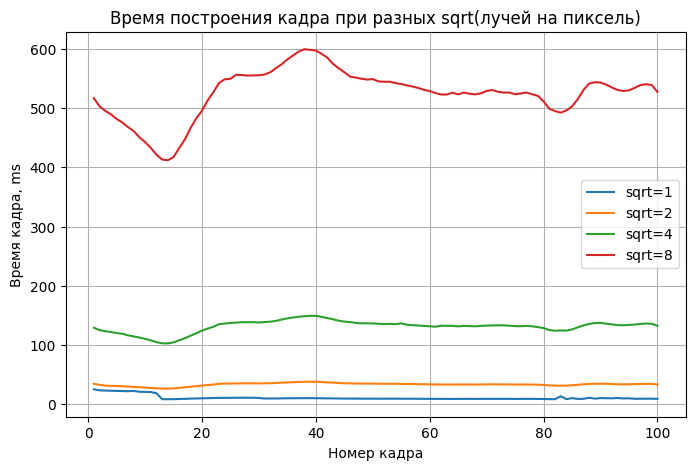 Время построения кадра при разных sqrt(лучей на пиксель)
Время кадра, ms
600
500
400
300
200
100
0
sqrt=1
sqrt=2
sqrt=4
sqrt=8
0 20 40 60 80 100
Номер кадра